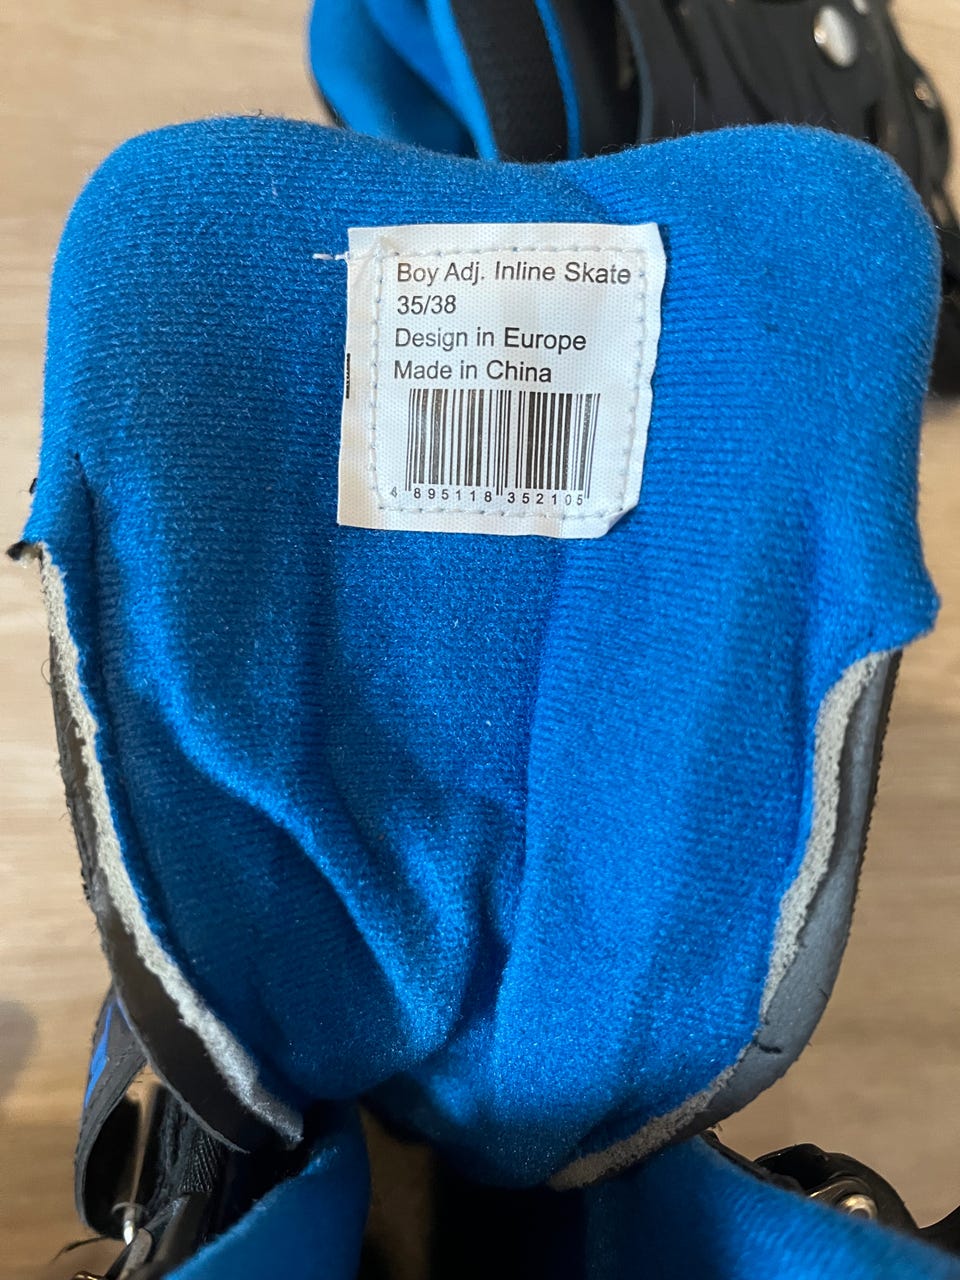 Boy Adj. Inline Skate
35/38
Design in Europe
Made in China
4 895118 352105